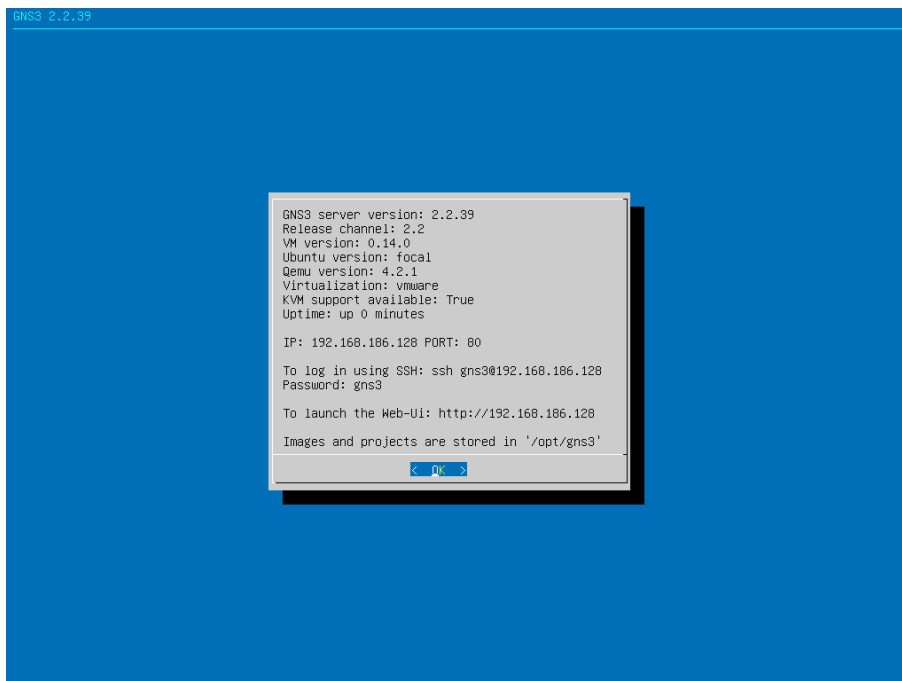 GNS3 2.2.39
GNS3 server version: 2.2.39
Release channel: 2.2
VM version: 0.14.0
Ubuntu version: focal
Qemu version: 4.2.1
Virtualization: vmware
KVM support available: True
Uptime: up 0 minutes
IP: 192.168.186.128 PORT: 80
To log in using SSH: ssh gns3@192.168.186.128
Password: gns3
To launch the Web-Ui: http://192.168.186.128
Images and projects are stored in '/opt/gns3'
< OK >